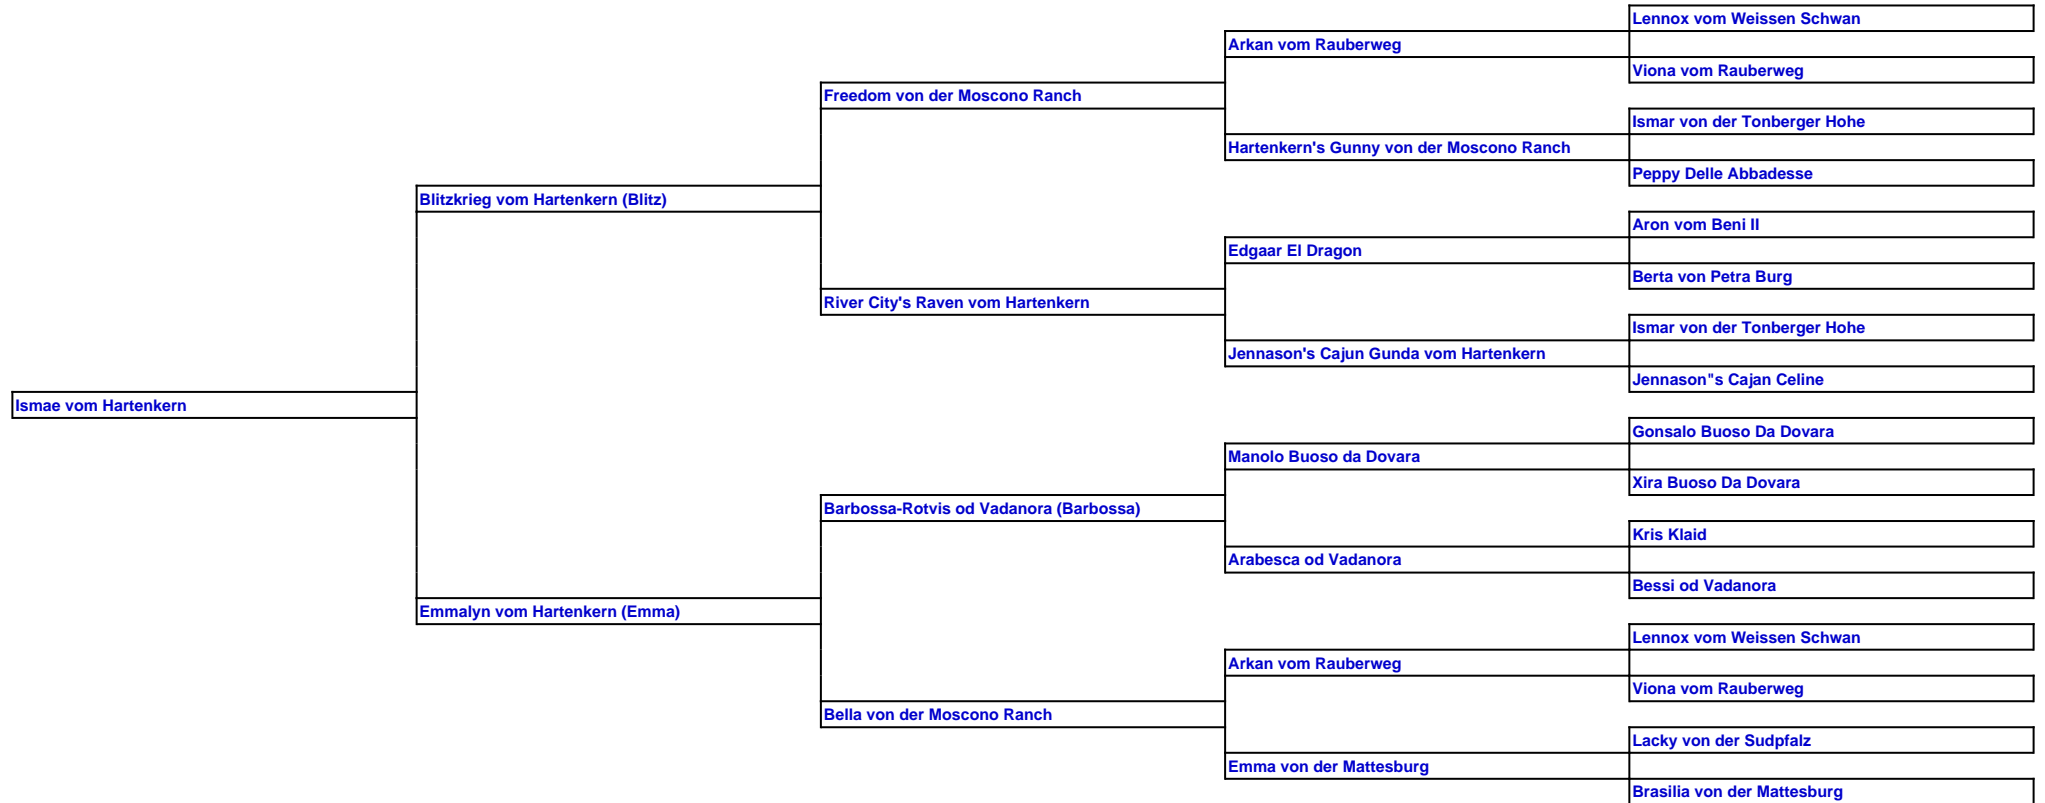 Lennox vom Weissen Schwan
Arkan vom Rauberweg
Viona vom Rauberweg
Freedom von der Moscono Ranch
Ismar von der Tonberger Hohe
Hartenkern's Gunny von der Moscono Ranch
Peppy Delle Abbadesse
Blitzkrieg vom Hartenkern (Blitz)
Aron vom Beni II
Edgaar El Dragon
Berta von Petra Burg
River City's Raven vom Hartenkern
Ismar von der Tonberger Hohe
Jennason's Cajun Gunda vom Hartenkern
Jennason"s Cajan Celine
Ismae vom Hartenkern
Gonsalo Buoso Da Dovara
Manolo Buoso da Dovara
Xira Buoso Da Dovara
Barbossa-Rotvis od Vadanora (Barbossa)
Kris Klaid
Arabesca od Vadanora
Bessi od Vadanora
Emmalyn vom Hartenkern (Emma)
Lennox vom Weissen Schwan
Arkan vom Rauberweg
Viona vom Rauberweg
Bella von der Moscono Ranch
Lacky von der Sudpfalz
Emma von der Mattesburg
Brasilia von der Mattesburg